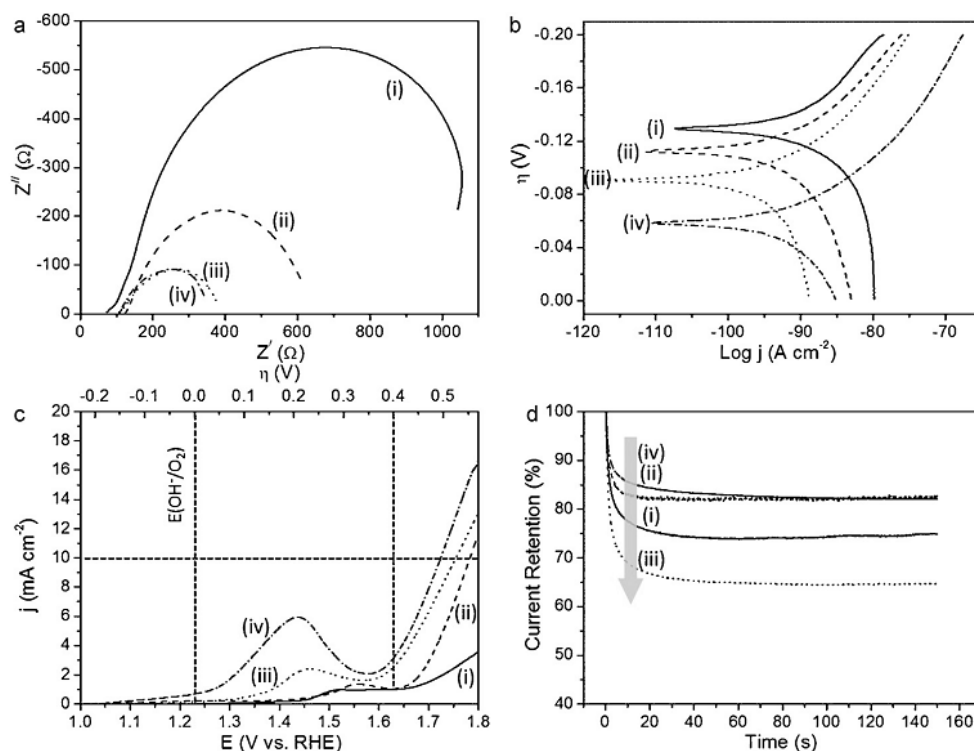 a
-600
-500
-400
-300
-200
-100
0
Z'' (Ω)
(i)
(ii)
(iii)
(iv)
0 200 400 600 800 1000
Z' (Ω)
b
-0.20
-0.16
-0.12
-0.08
-0.04
0.00
η (V)
(i)
(ii)
(iii)
(iv)
-120 -110 -100 -90 -80 -70
Log j (A cm⁻²)
η (V)
-0.2 -0.1 0.0 0.1 0.2 0.3 0.4 0.5
c
20
18
16
14
12
10
8
6
4
2
0
j (mA cm⁻²)
E(OH⁻/O₂)
(iv)
(iii)
(ii)
(i)
1.0 1.1 1.2 1.3 1.4 1.5 1.6 1.7 1.8
E (V vs. RHE)
d
100
90
80
70
60
50
40
Current Retention (%)
(iv)
(ii)
(i)
(iii)
0 20 40 60 80 100 120 140 160
Time (s)